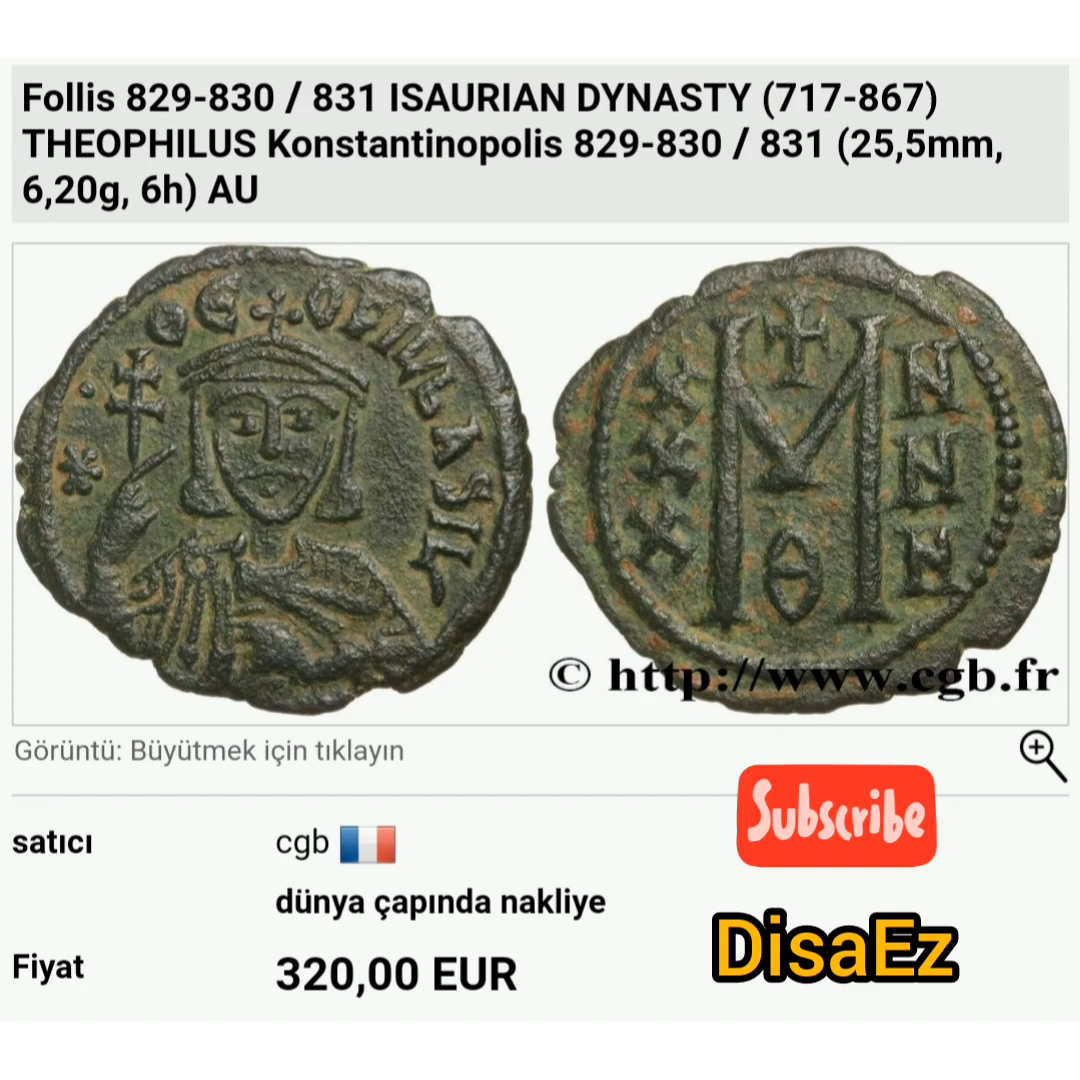 Follis 829-830 / 831 ISAURIAN DYNASTY (717-867)
THEOPHILUS Konstantinopolis 829-830 / 831 (25,5mm,
6,20g, 6h) AU
X X X
M
Θ
N N N
© http://www.cgb.fr
Görüntü: Büyütmek için tıklayın
satıcı
cgb
Subscribe
dünya çapında nakliye
DisaEz
Fiyat
320,00 EUR